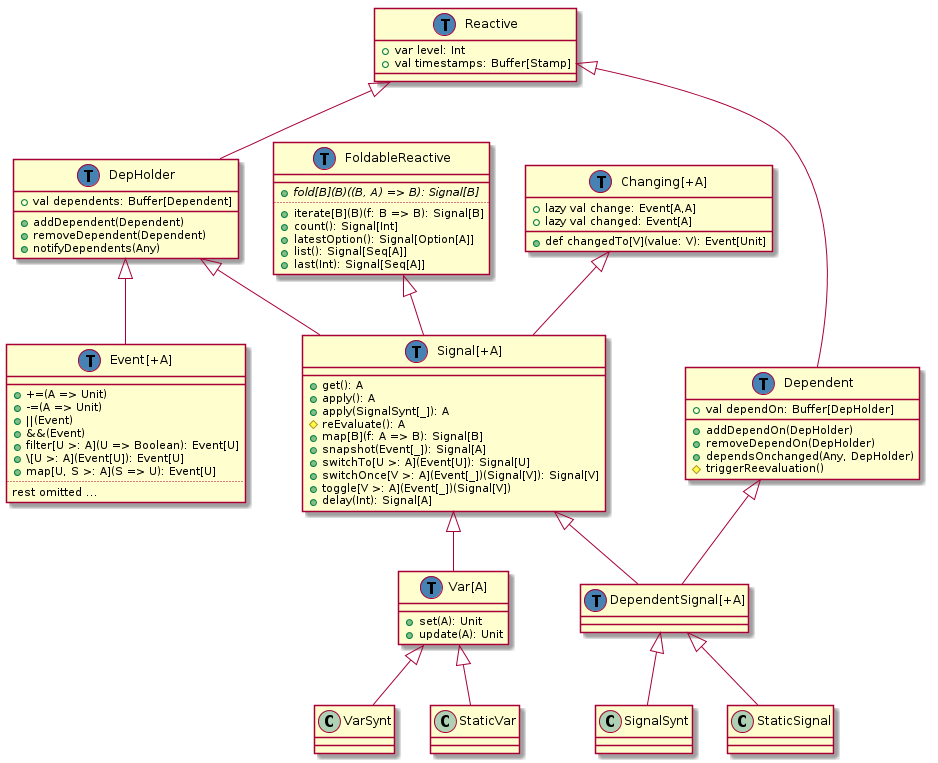 T Reactive
var level: Int
val timestamps: Buffer[Stamp]
T DepHolder
val dependents: Buffer[Dependent]
addDependent(Dependent)
removeDependent(Dependent)
notifyDependents(Any)
T FoldableReactive
fold[B](B)((B, A) => B): Signal[B]
iterate[B](B)(f: B => B): Signal[B]
count(): Signal[Int]
latestOption(): Signal[Option[A]]
list(): Signal[Seq[A]]
last(Int): Signal[Seq[A]]
T Changing[+A]
lazy val change: Event[A,A]
lazy val changed: Event[A]
def changedTo[V](value: V): Event[Unit]
T Event[+A]
+=(A => Unit)
-=(A => Unit)
||(Event)
&&(Event)
filter[U >: A](U => Boolean): Event[U]
\[U >: A](Event[U]): Event[U]
map[U, S >: A](S => U): Event[U]
rest omitted ...
T Signal[+A]
get(): A
apply(): A
apply(SignalSynt[_]): A
reEvaluate(): A
map[B](f: A => B): Signal[B]
snapshot(Event[_]): Signal[A]
switchTo[U >: A](Event[U]): Signal[U]
switchOnce[V >: A](Event[_])(Signal[V]): Signal[V]
toggle[V >: A](Event[_])(Signal[V])
delay(Int): Signal[A]
T Dependent
val dependOn: Buffer[DepHolder]
addDependOn(DepHolder)
removeDependOn(DepHolder)
dependsOnchanged(Any, DepHolder)
triggerReevaluation()
T Var[A]
set(A): Unit
update(A): Unit
T DependentSignal[+A]
C VarSynt
C StaticVar
C SignalSynt
C StaticSignal